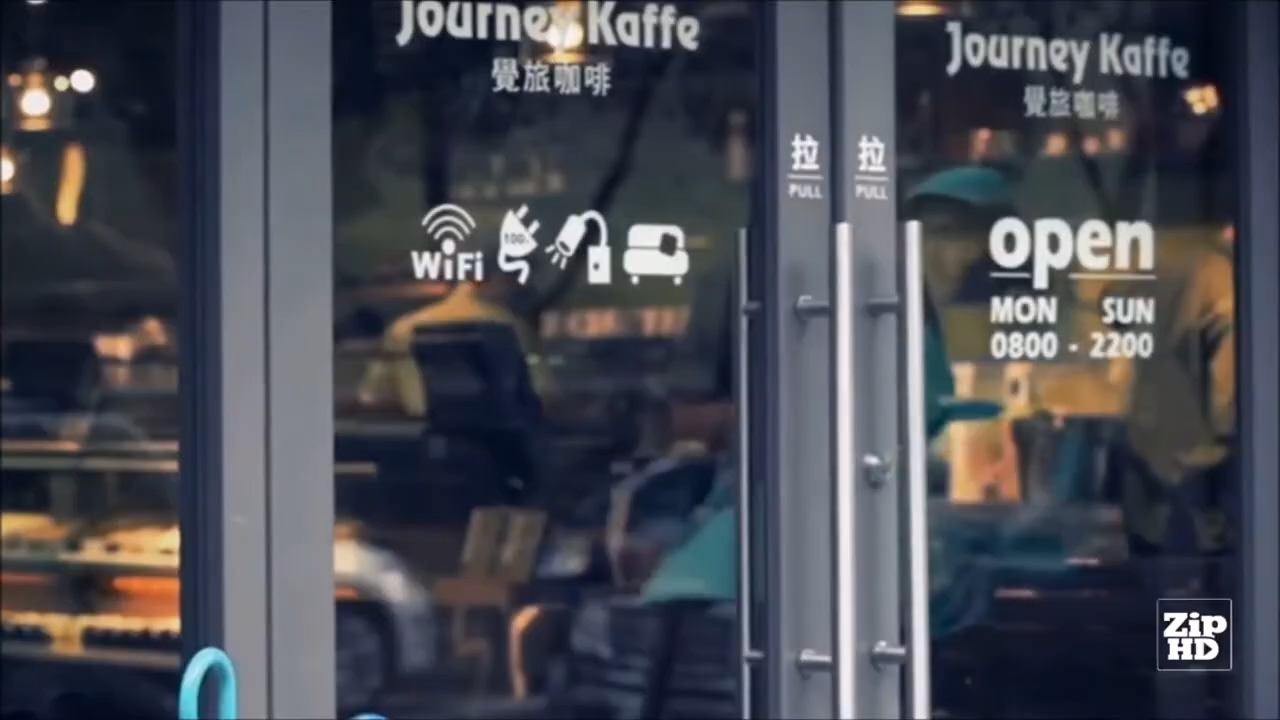 Journey Kaffe
覺旅咖啡
WiFi
100%
拉
PULL
拉
PULL
Journey Kaffe
覺旅咖啡
open
MON SUN
0800 - 2200
Zip
HD